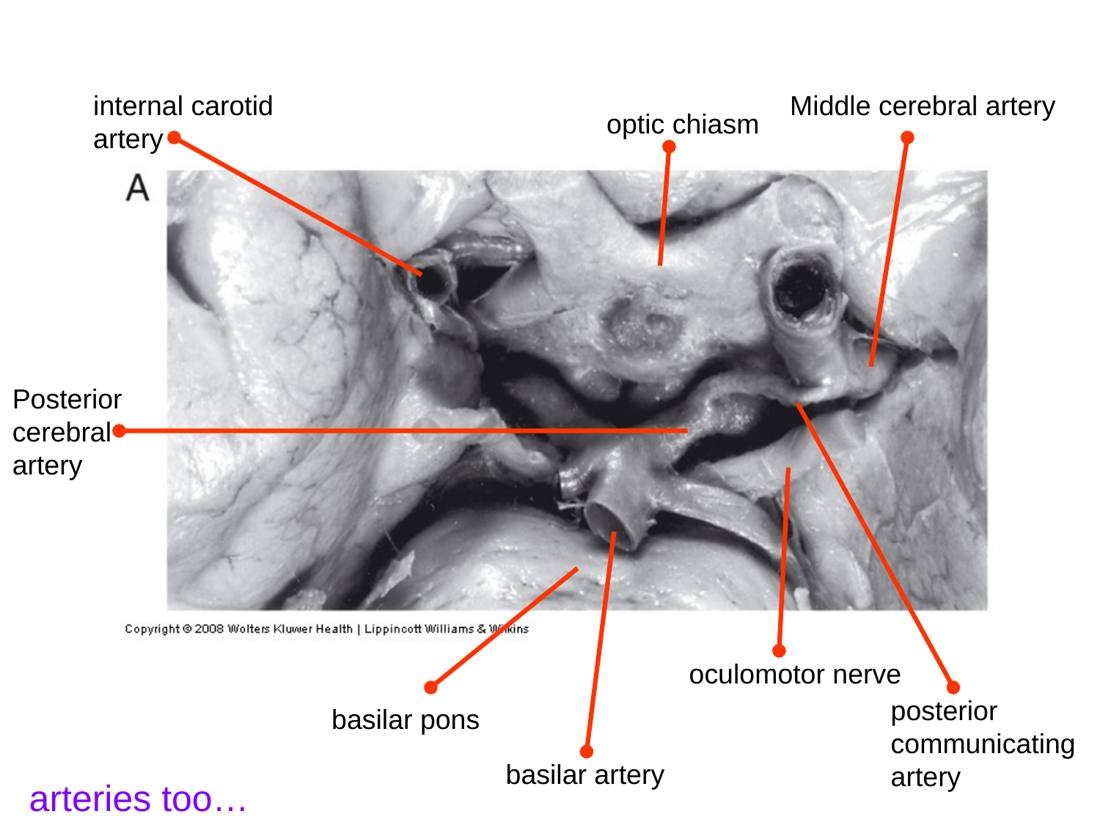 internal carotid
artery
optic chiasm
Middle cerebral artery
A
Posterior
cerebral
artery
Copyright © 2008 Wolters Kluwer Health | Lippincott Williams & Wilkins
oculomotor nerve
basilar pons
posterior
communicating
artery
basilar artery
arteries too…